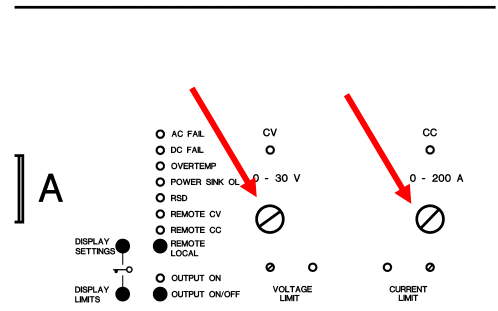 AC FAIL
DC FAIL
OVERTEMP
POWER SINK OL
RSD
REMOTE CV
REMOTE CC
REMOTE
LOCAL
OUTPUT ON
OUTPUT ON/OFF
DISPLAY
SETTINGS
DISPLAY
LIMITS
A
CV
0 - 30 V
VOLTAGE
LIMIT
CC
0 - 200 A
CURRENT
LIMIT